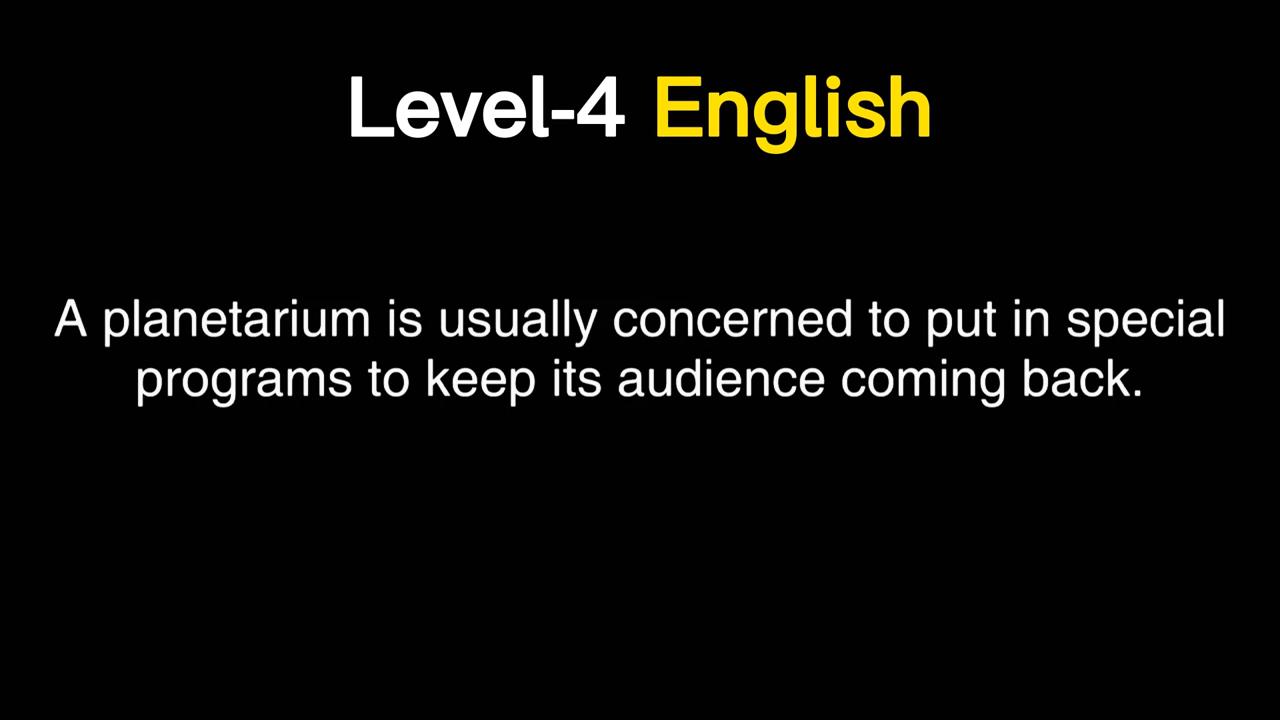 Level-4 English
A planetarium is usually concerned to put in special
programs to keep its audience coming back.